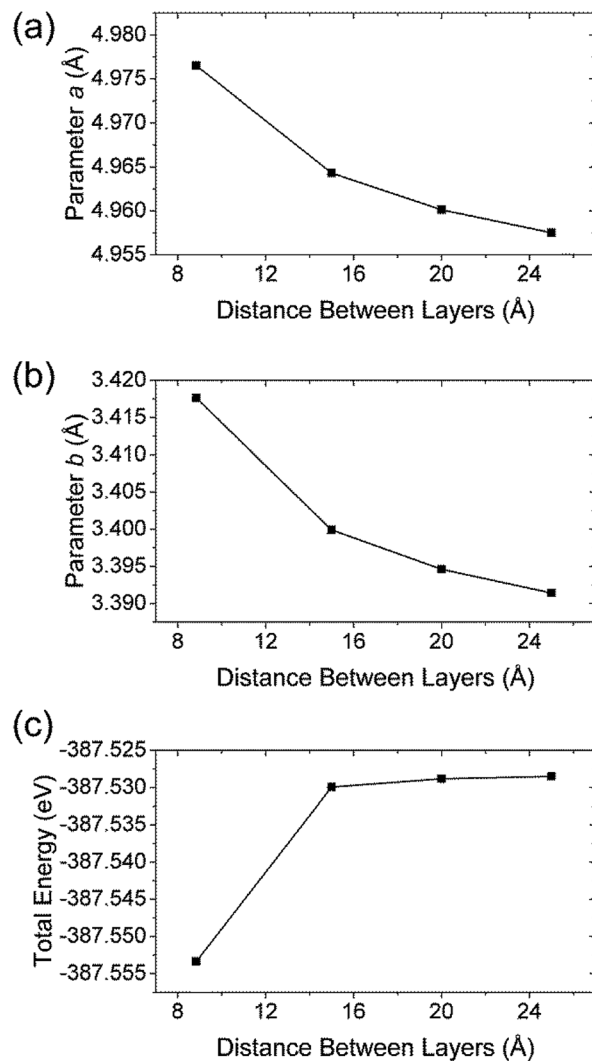 (a)
4.980
4.975
4.970
4.965
4.960
4.955
Parameter a (Å)
8 12 16 20 24
Distance Between Layers (Å)
(b)
3.420
3.415
3.410
3.405
3.400
3.395
3.390
Parameter b (Å)
8 12 16 20 24
Distance Between Layers (Å)
(c)
-387.525
-387.530
-387.535
-387.540
-387.545
-387.550
-387.555
Total Energy (eV)
8 12 16 20 24
Distance Between Layers (Å)